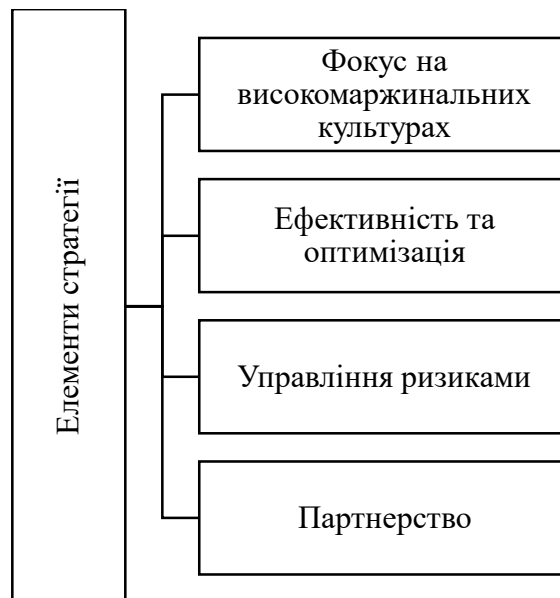 Елементи стратегії
Фокус на
високомаржинальних
культурах
Ефективність та
оптимізація
Управління ризиками
Партнерство